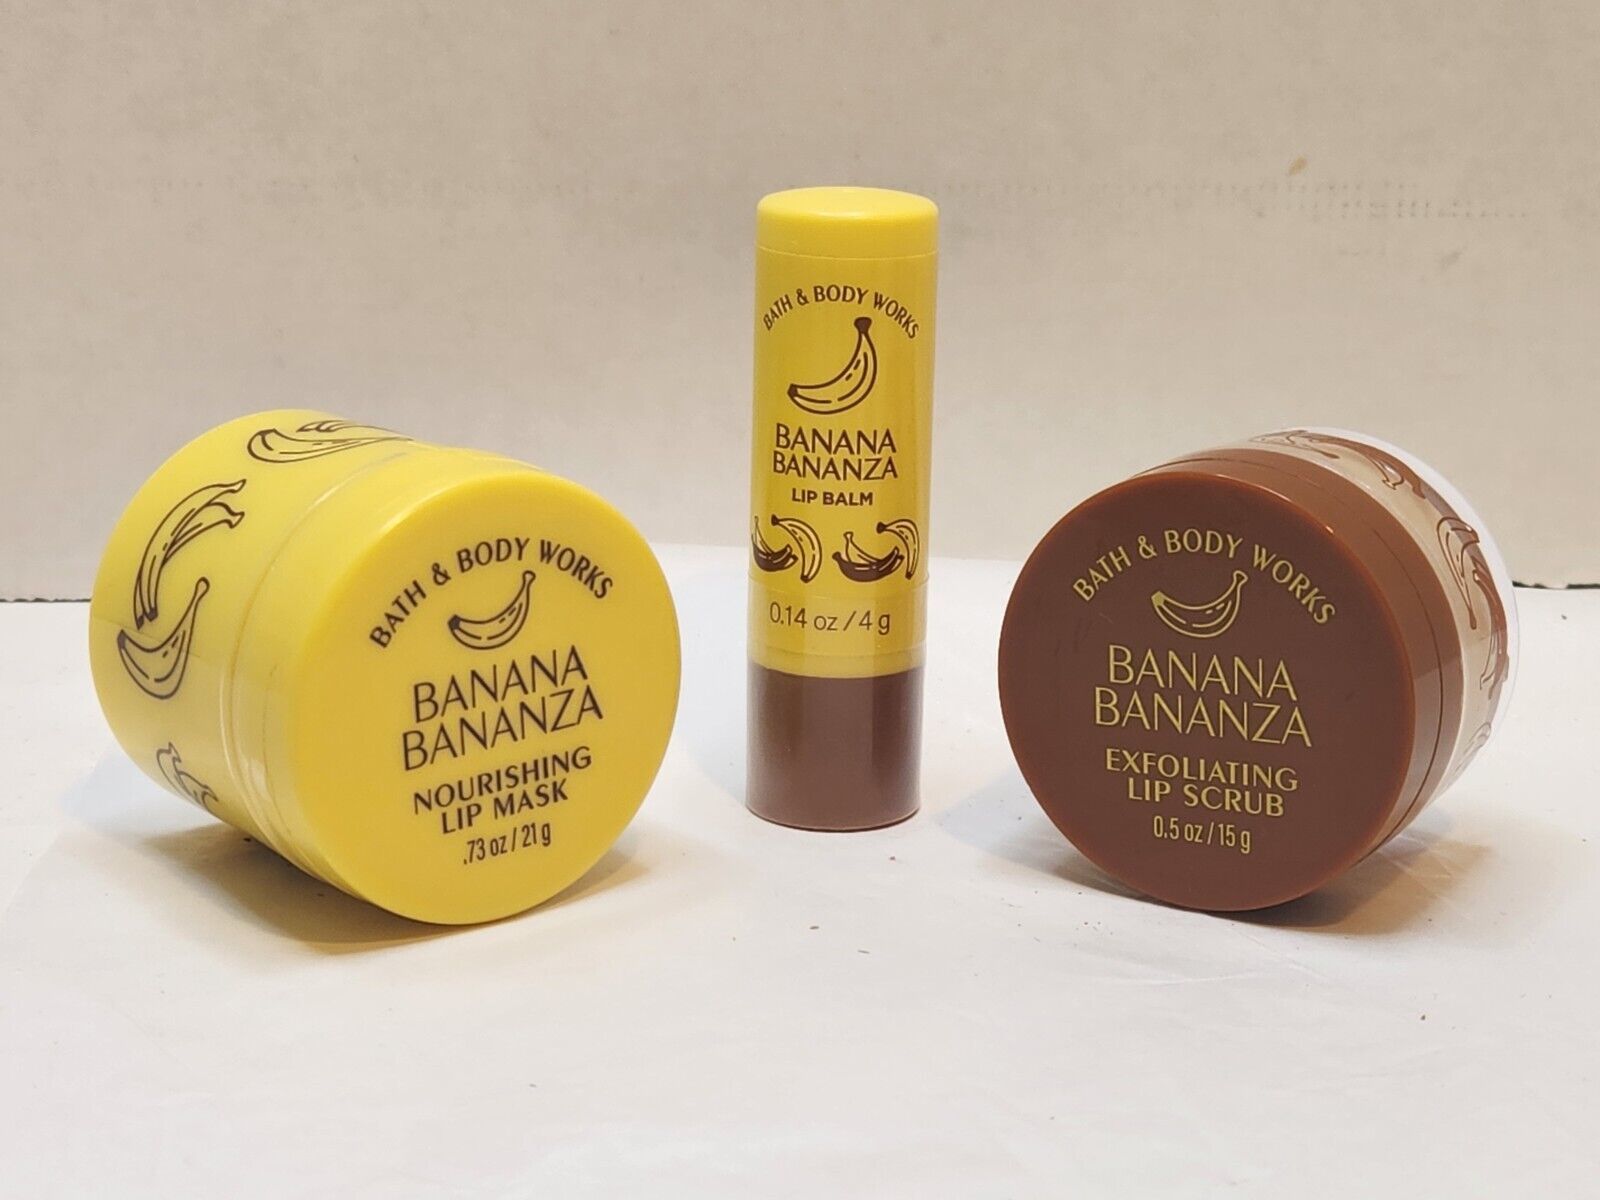 BATH & BODY WORKS
BANANA
BANANZA
NOURISHING
LIP MASK
.73 oz / 21 g
BATH & BODY WORKS
BANANA
BANANZA
LIP BALM
0.14 oz / 4 g
BATH & BODY WORKS
BANANA
BANANZA
EXFOLIATING
LIP SCRUB
0.5 oz / 15 g